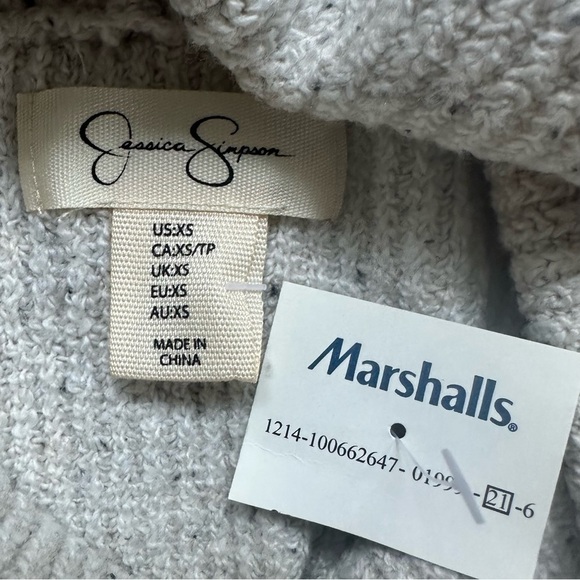 Jessica Simpson
US:XS
CA:XS/TP
UK:XS
EU:XS
AU:XS
MADE IN
CHINA
Marshalls®
1214-100662647- 0199 -21-6